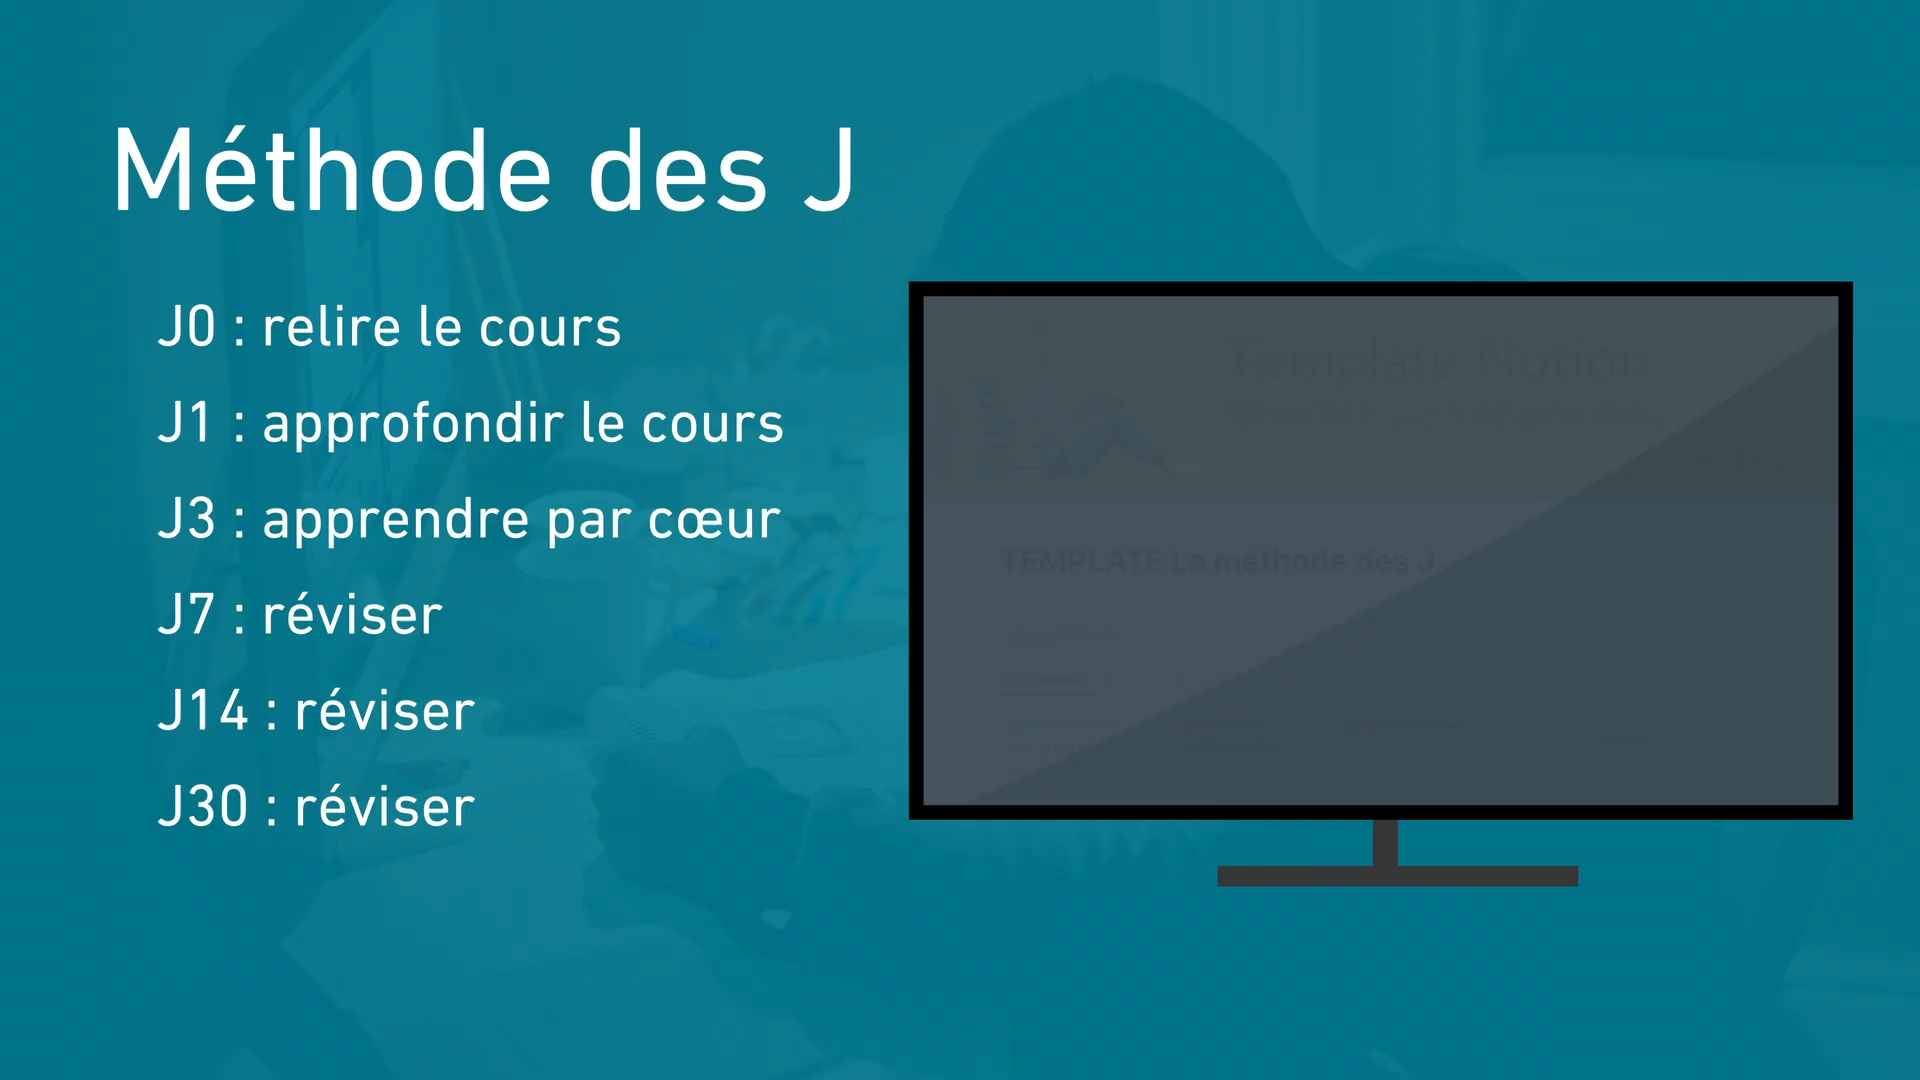 Méthode des J
J0 : relire le cours
J1 : approfondir le cours
J3 : apprendre par cœur
J7 : réviser
J14 : réviser
J30 : réviser
Template Notion
TEMPLATE La méthode des J